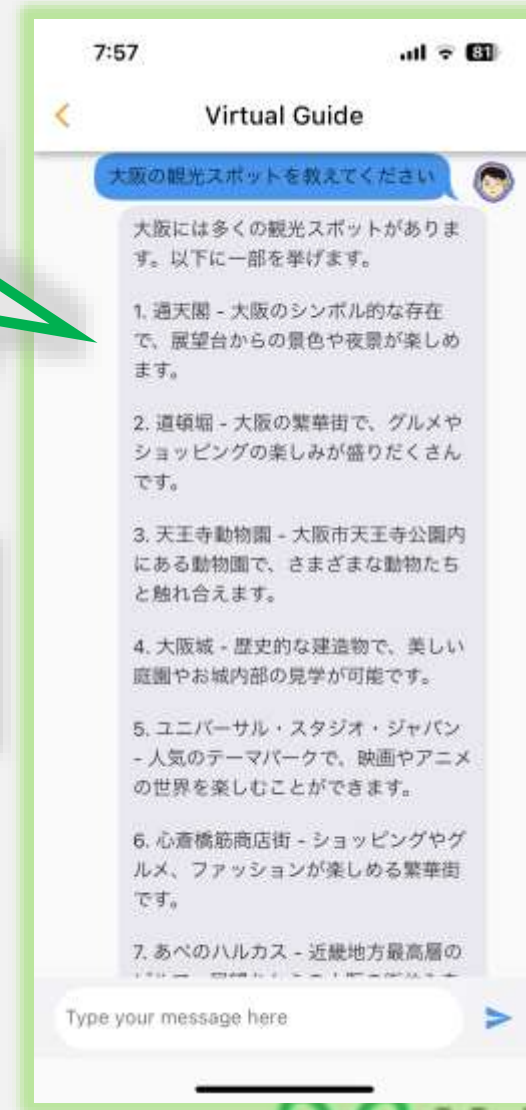 7:57
81
Virtual Guide
大阪の観光スポットを教えてください
大阪には多くの観光スポットがありま
す。以下に一部を挙げます。
1. 通天閣 - 大阪のシンボル的な存在
で、展望台からの景色や夜景が楽しめ
ます。
2. 道頓堀 - 大阪の繁華街で、グルメや
ショッピングの楽しみが盛りだくさん
です。
3. 天王寺動物園 - 大阪市天王寺公園内
にある動物園で、さまざまな動物たち
と触れ合えます。
4. 大阪城 - 歴史的な建造物で、美しい
庭園やお城内部の見学が可能です。
5. ユニバーサル・スタジオ・ジャパン
- 人気のテーマパークで、映画やアニメ
の世界を楽しむことができます。
6. 心斎橋筋商店街 - ショッピングやグ
ルメ、ファッションが楽しめる繁華街
です。
7. あべのハルカス - 近畿地方最高層の
Type your message here